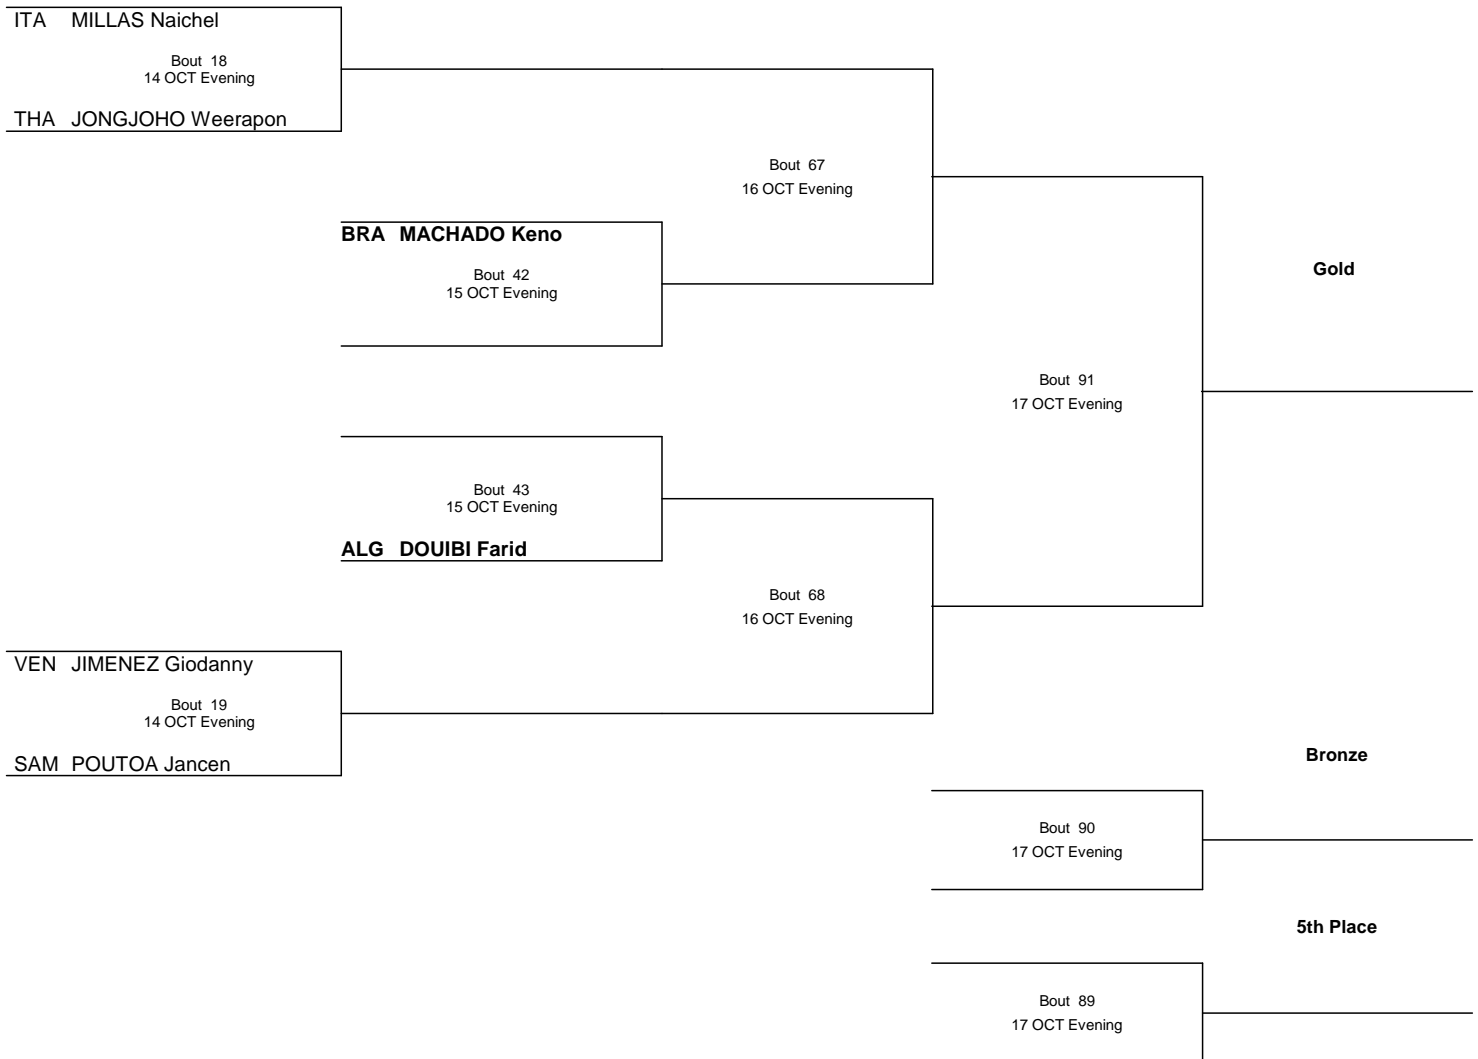 ITA MILLAS Naichel
Bout 18
14 OCT Evening
THA JONGJOHO Weerapon
Bout 67
16 OCT Evening
BRA MACHADO Keno
Bout 42
15 OCT Evening
Gold
Bout 91
17 OCT Evening
Bout 43
15 OCT Evening
ALG DOUIBI Farid
Bout 68
16 OCT Evening
VEN JIMENEZ Giodanny
Bout 19
14 OCT Evening
SAM POUTOA Jancen
Bronze
Bout 90
17 OCT Evening
5th Place
Bout 89
17 OCT Evening